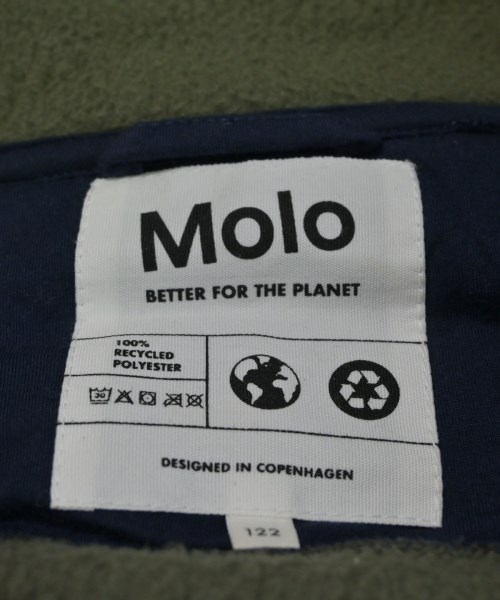 Molo
BETTER FOR THE PLANET
100%
RECYCLED
POLYESTER
30
DESIGNED IN COPENHAGEN
122